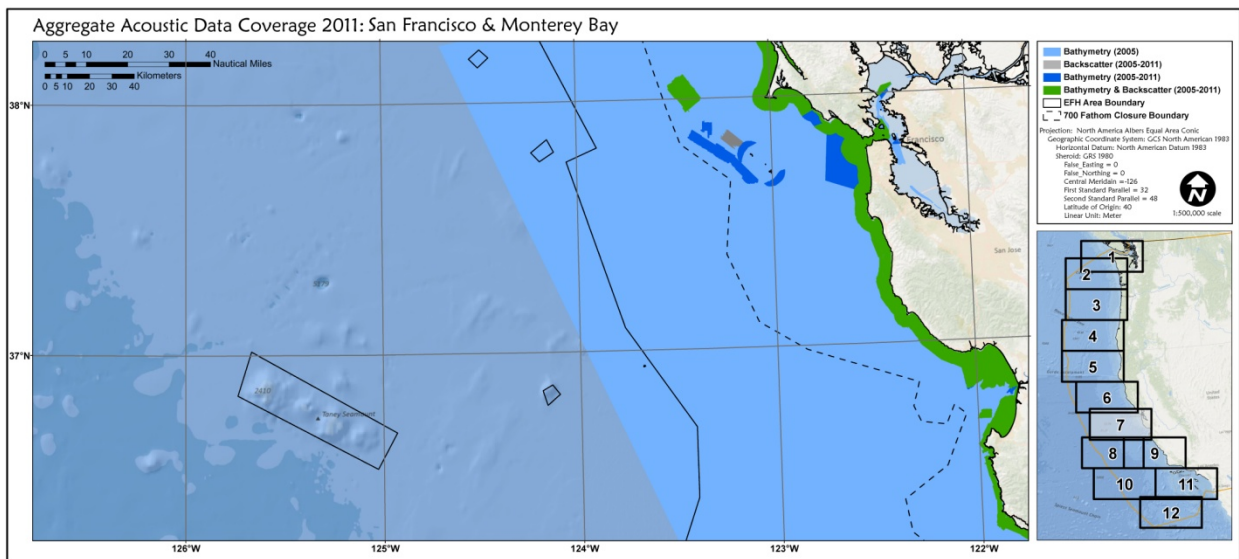 Aggregate Acoustic Data Coverage 2011: San Francisco & Monterey Bay
0 5 10 20 30 40
Nautical Miles
Kilometers
0 5 10 20 30 40
38°N
37°N
126°W
125°W
124°W
123°W
122°W
Francisco
San Jose
3479
2410
Taney Seamount
Bathymetry (2005)
Backscatter (2005-2011)
Bathymetry (2005-2011)
Bathymetry & Backscatter (2005-2011)
EFH Area Boundary
700 Fathom Closure Boundary
Projection: North America Albers Equal Area Conic
Geographic Coordinate System: GCS North American 1983
Horizontal Datum: North American Datum 1983
Sheroid: GRS 1980
False_Easting = 0
False_Northing = 0
Central Meridain =-126
First Standard Parallel = 32
Second Standard Parallel = 48
Latitude of Origin: 40
Linear Unit: Meter
N
1:500,000 scale
1
2
3
4
5
6
7
8
9
10
11
12